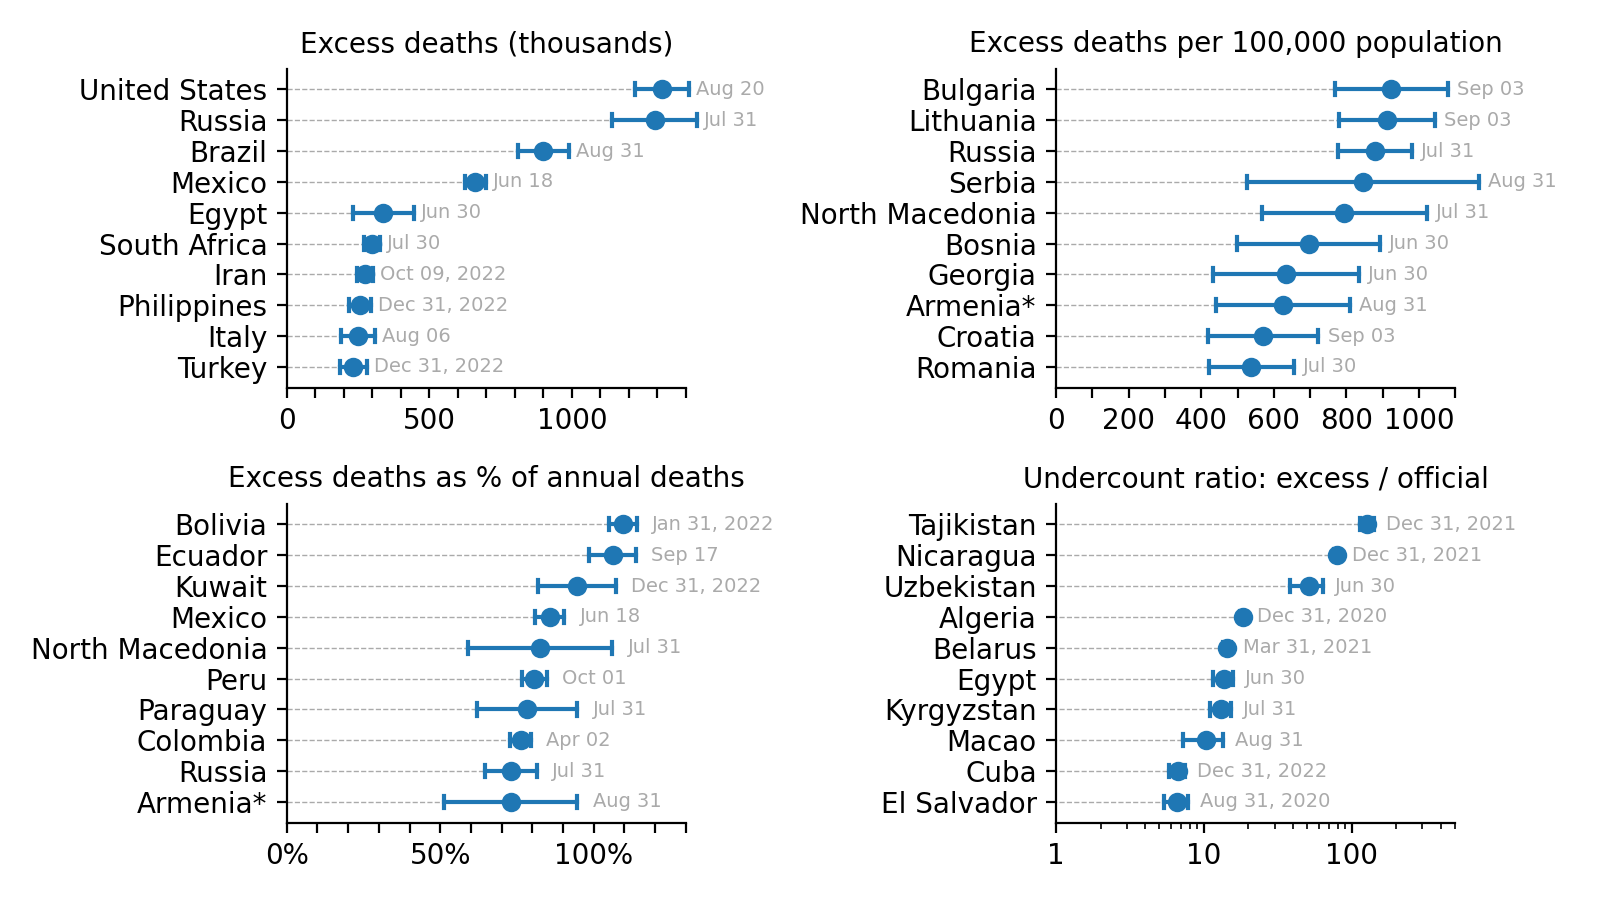 Excess deaths (thousands)
United States Aug 20
Russia Jul 31
Brazil Aug 31
Mexico Jun 18
Egypt Jun 30
South Africa Jul 30
Iran Oct 09, 2022
Philippines Dec 31, 2022
Italy Aug 06
Turkey Dec 31, 2022
0 500 1000
Excess deaths per 100,000 population
Bulgaria Sep 03
Lithuania Sep 03
Russia Jul 31
Serbia Aug 31
North Macedonia Jul 31
Bosnia Jun 30
Georgia Jun 30
Armenia* Aug 31
Croatia Sep 03
Romania Jul 30
0 200 400 600 800 1000
Excess deaths as % of annual deaths
Bolivia Jan 31, 2022
Ecuador Sep 17
Kuwait Dec 31, 2022
Mexico Jun 18
North Macedonia Jul 31
Peru Oct 01
Paraguay Jul 31
Colombia Apr 02
Russia Jul 31
Armenia* Aug 31
0% 50% 100%
Undercount ratio: excess / official
Tajikistan Dec 31, 2021
Nicaragua Dec 31, 2021
Uzbekistan Jun 30
Algeria Dec 31, 2020
Belarus Mar 31, 2021
Egypt Jun 30
Kyrgyzstan Jul 31
Macao Aug 31
Cuba Dec 31, 2022
El Salvador Aug 31, 2020
1 10 100